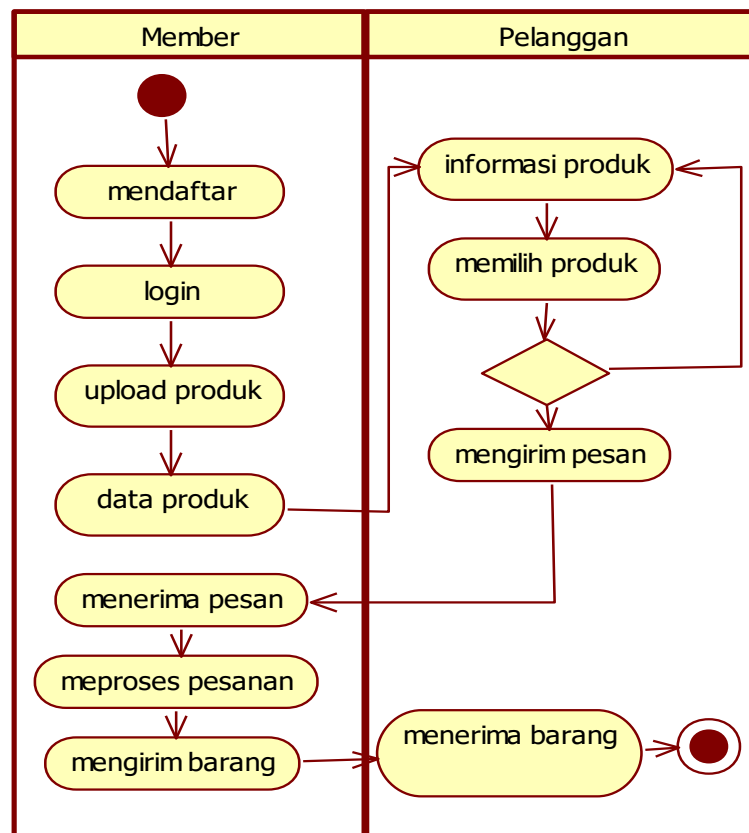 Member
Pelanggan
mendaftar
login
upload produk
data produk
informasi produk
memilih produk
mengirim pesan
menerima pesan
meproses pesanan
mengirim barang
menerima barang